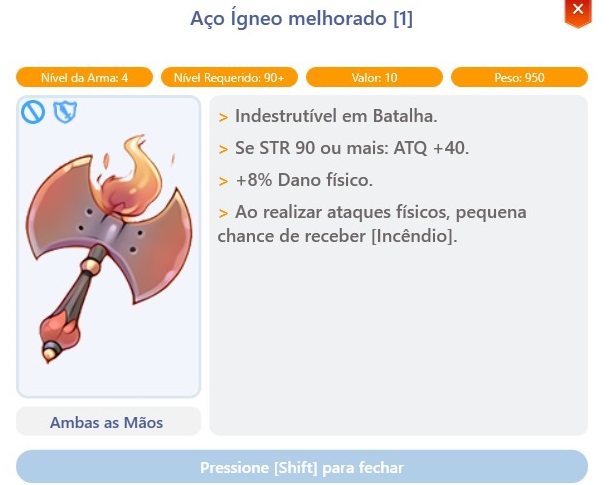 Aço Ígneo melhorado [1]
Nível da Arma: 4
Nível Requerido: 90+
Valor: 10
Peso: 950
> Indestrutível em Batalha.
> Se STR 90 ou mais: ATQ +40.
> +8% Dano físico.
> Ao realizar ataques físicos, pequena
chance de receber [Incêndio].
Ambas as Mãos
Pressione [Shift] para fechar